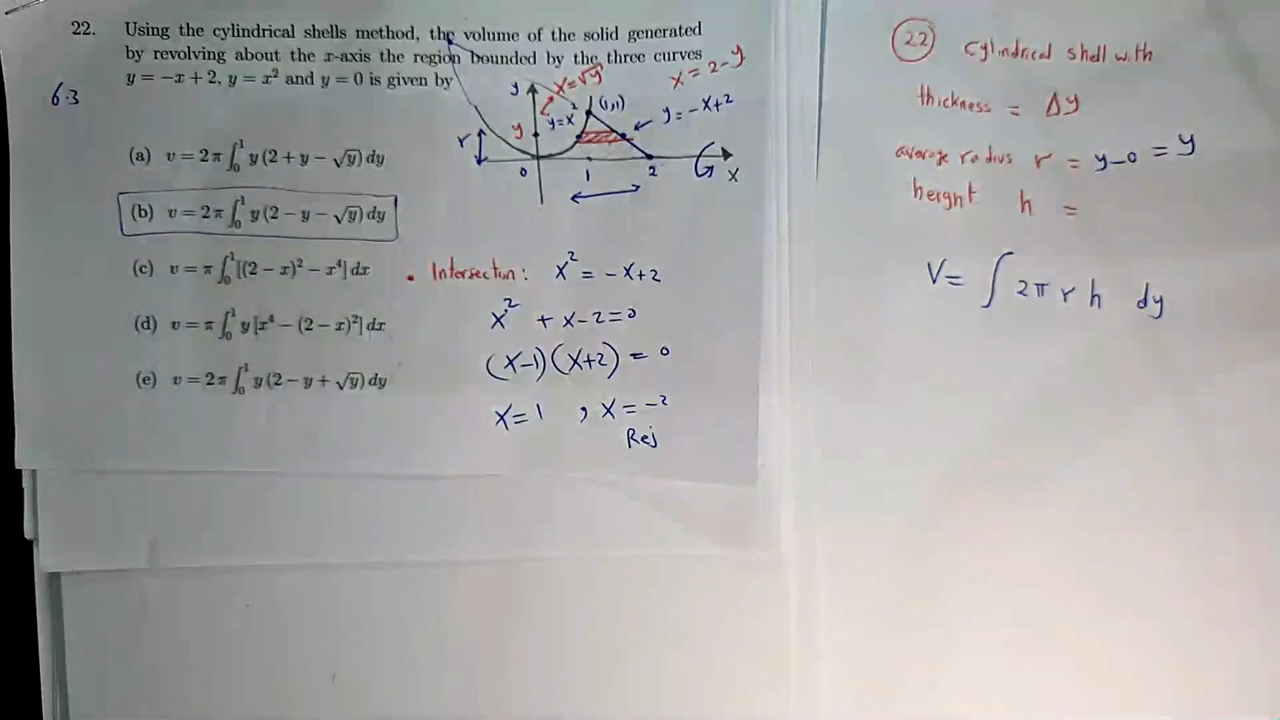 22. Using the cylindrical shells method, the volume of the solid generated
by revolving about the x-axis the region bounded by the three curves
y = −x + 2, y = x² and y = 0 is given by
6.3
(a) v = 2π ∫₀¹ y(2 + y − √y) dy
(b) v = 2π ∫₀¹ y(2 − y − √y) dy
(c) v = π ∫₀¹ [(2 − x)² − x⁴] dx
(d) v = π ∫₀¹ y[x⁴ − (2 − x)²] dx
(e) v = 2π ∫₀¹ y(2 − y + √y) dy
x = √y
x = 2 − y
y
(1,1)
y = x²
y = −x + 2
y
r
0
1
2
x
• Intersection: x² = −x + 2
x² + x − 2 = 0
(x−1)(x+2) = 0
x = 1 , x = −2
Rej
22 cylindrical shell with
thickness = Δy
average radius r = y − 0 = y
height h =
V = ∫ 2π r h dy